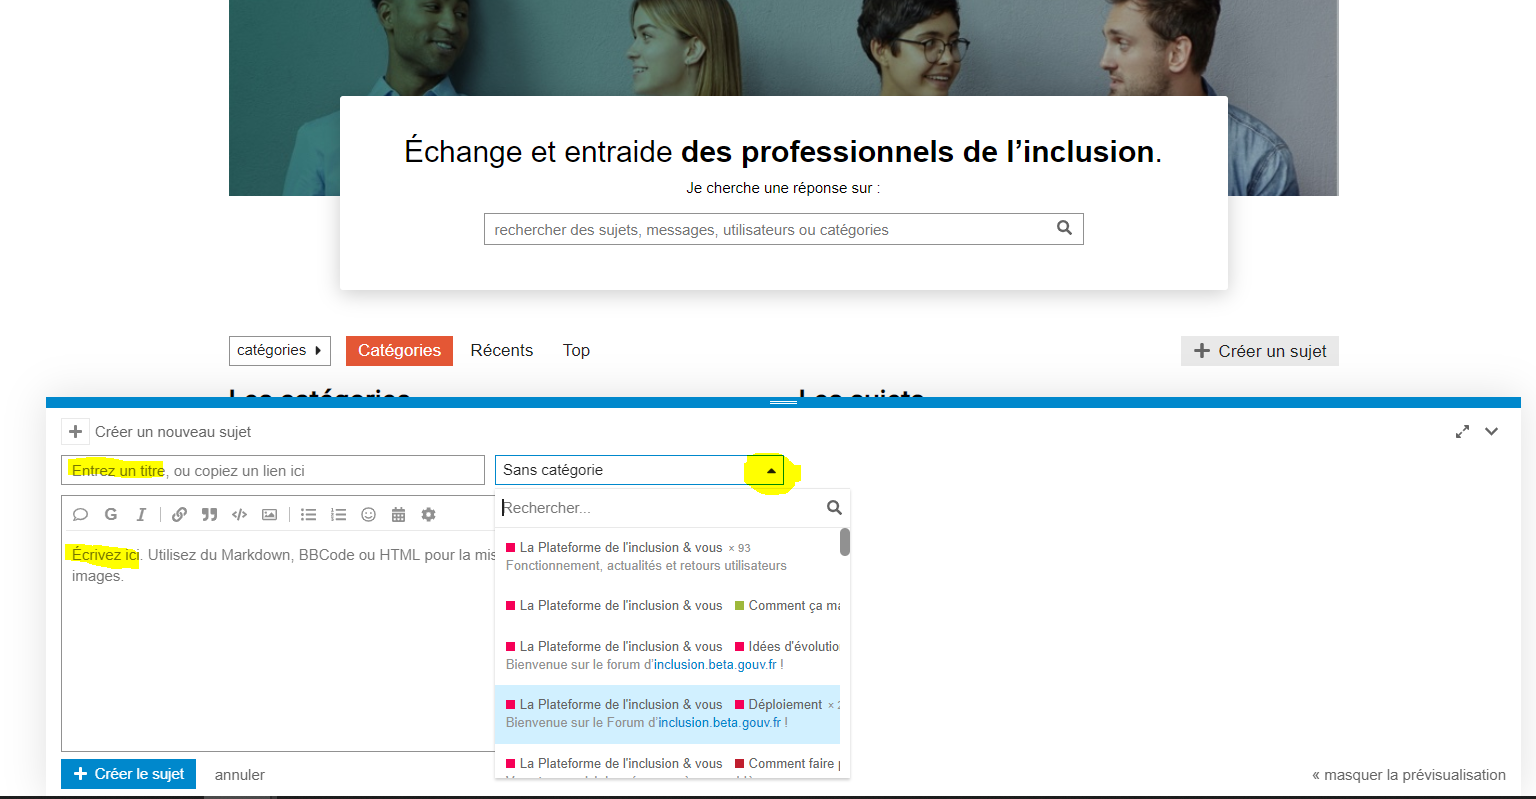 Échange et entraide des professionnels de l’inclusion.
Je cherche une réponse sur :
rechercher des sujets, messages, utilisateurs ou catégories
catégories Catégories Récents Top + Créer un sujet
Les catégories Les sujets
Créer un nouveau sujet
Entrez un titre, ou copiez un lien ici Sans catégorie
Rechercher...
G I
Écrivez ici. Utilisez du Markdown, BBCode ou HTML pour la mis
images.
La Plateforme de l'inclusion & vous × 93
Fonctionnement, actualités et retours utilisateurs
La Plateforme de l'inclusion & vous Comment ça ma
La Plateforme de l'inclusion & vous Idées d'évolutio
Bienvenue sur le forum d’inclusion.beta.gouv.fr !
La Plateforme de l'inclusion & vous Déploiement × 2
Bienvenue sur le Forum d’inclusion.beta.gouv.fr !
La Plateforme de l'inclusion & vous Comment faire p
+ Créer le sujet annuler « masquer la prévisualisation